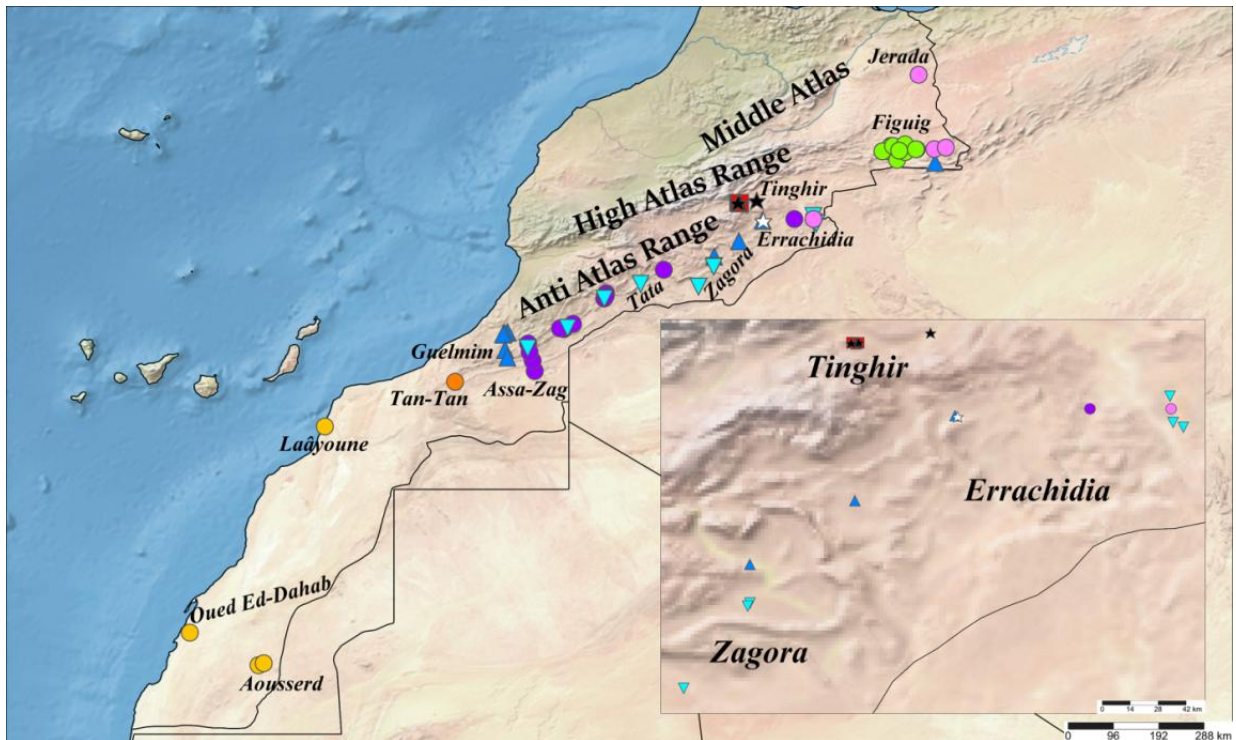 Jerada
Middle Atlas
Figuig
High Atlas Range
Tinghir
Errachidia
Anti Atlas Range
Zagora
Tata
Guelmim
Assa-Zag
Tan-Tan
Laâyoune
Oued Ed-Dahab
Aousserd
Tinghir
Errachidia
Zagora
0 14 28 42 km
0 96 192 288 km